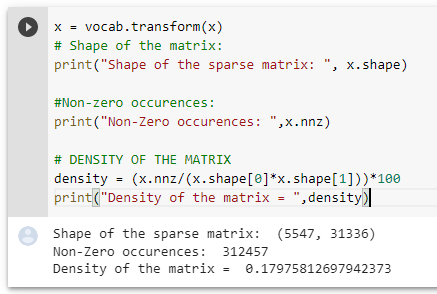 x = vocab.transform(x)
# Shape of the matrix:
print("Shape of the sparse matrix: ", x.shape)
#Non-zero occurences:
print("Non-Zero occurences: ",x.nnz)
# DENSITY OF THE MATRIX
density = (x.nnz/(x.shape[0]*x.shape[1]))*100
print("Density of the matrix = ",density)
Shape of the sparse matrix:  (5547, 31336)
Non-Zero occurences:  312457
Density of the matrix =  0.17975812697942373